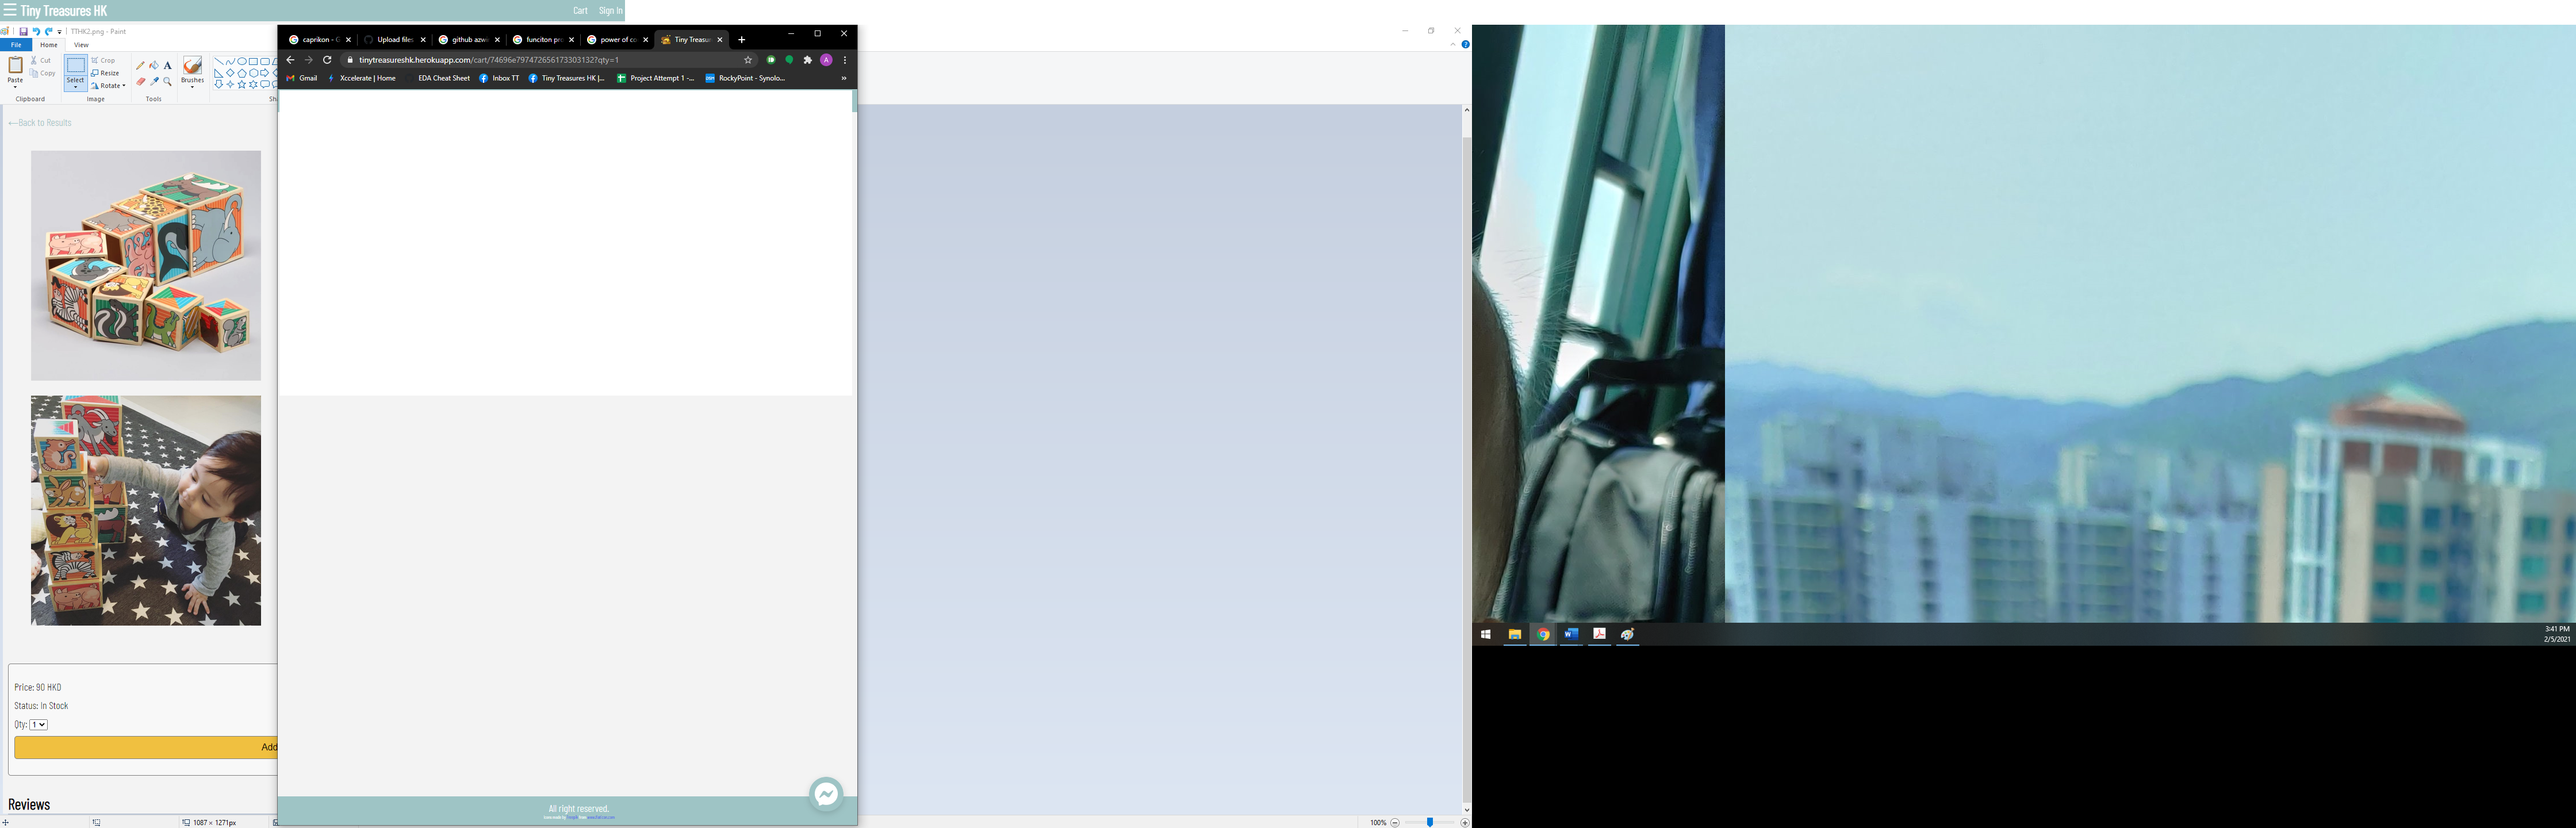 Tiny Treasures HK
Cart Sign In
TTHK2.png - Paint
File Home View
Paste Cut Copy
Select Crop Resize Rotate
Brushes
Clipboard Image Tools
caprikon - G Upload files github azwi funciton pr power of co Tiny Treasur
tinytreasureshk.herokuapp.com/cart/74696e797472656173303132?qty=1
Gmail Xccelerate | Home EDA Cheat Sheet Inbox TT Tiny Treasures HK |... Project Attempt 1 -... RockyPoint - Synolo... »
←Back to Results
Price: 90 HKD
Status: In Stock
Qty: 1
Add
Reviews
All right reserved.
1087 × 1271px
100%
3:41 PM
2/5/2021